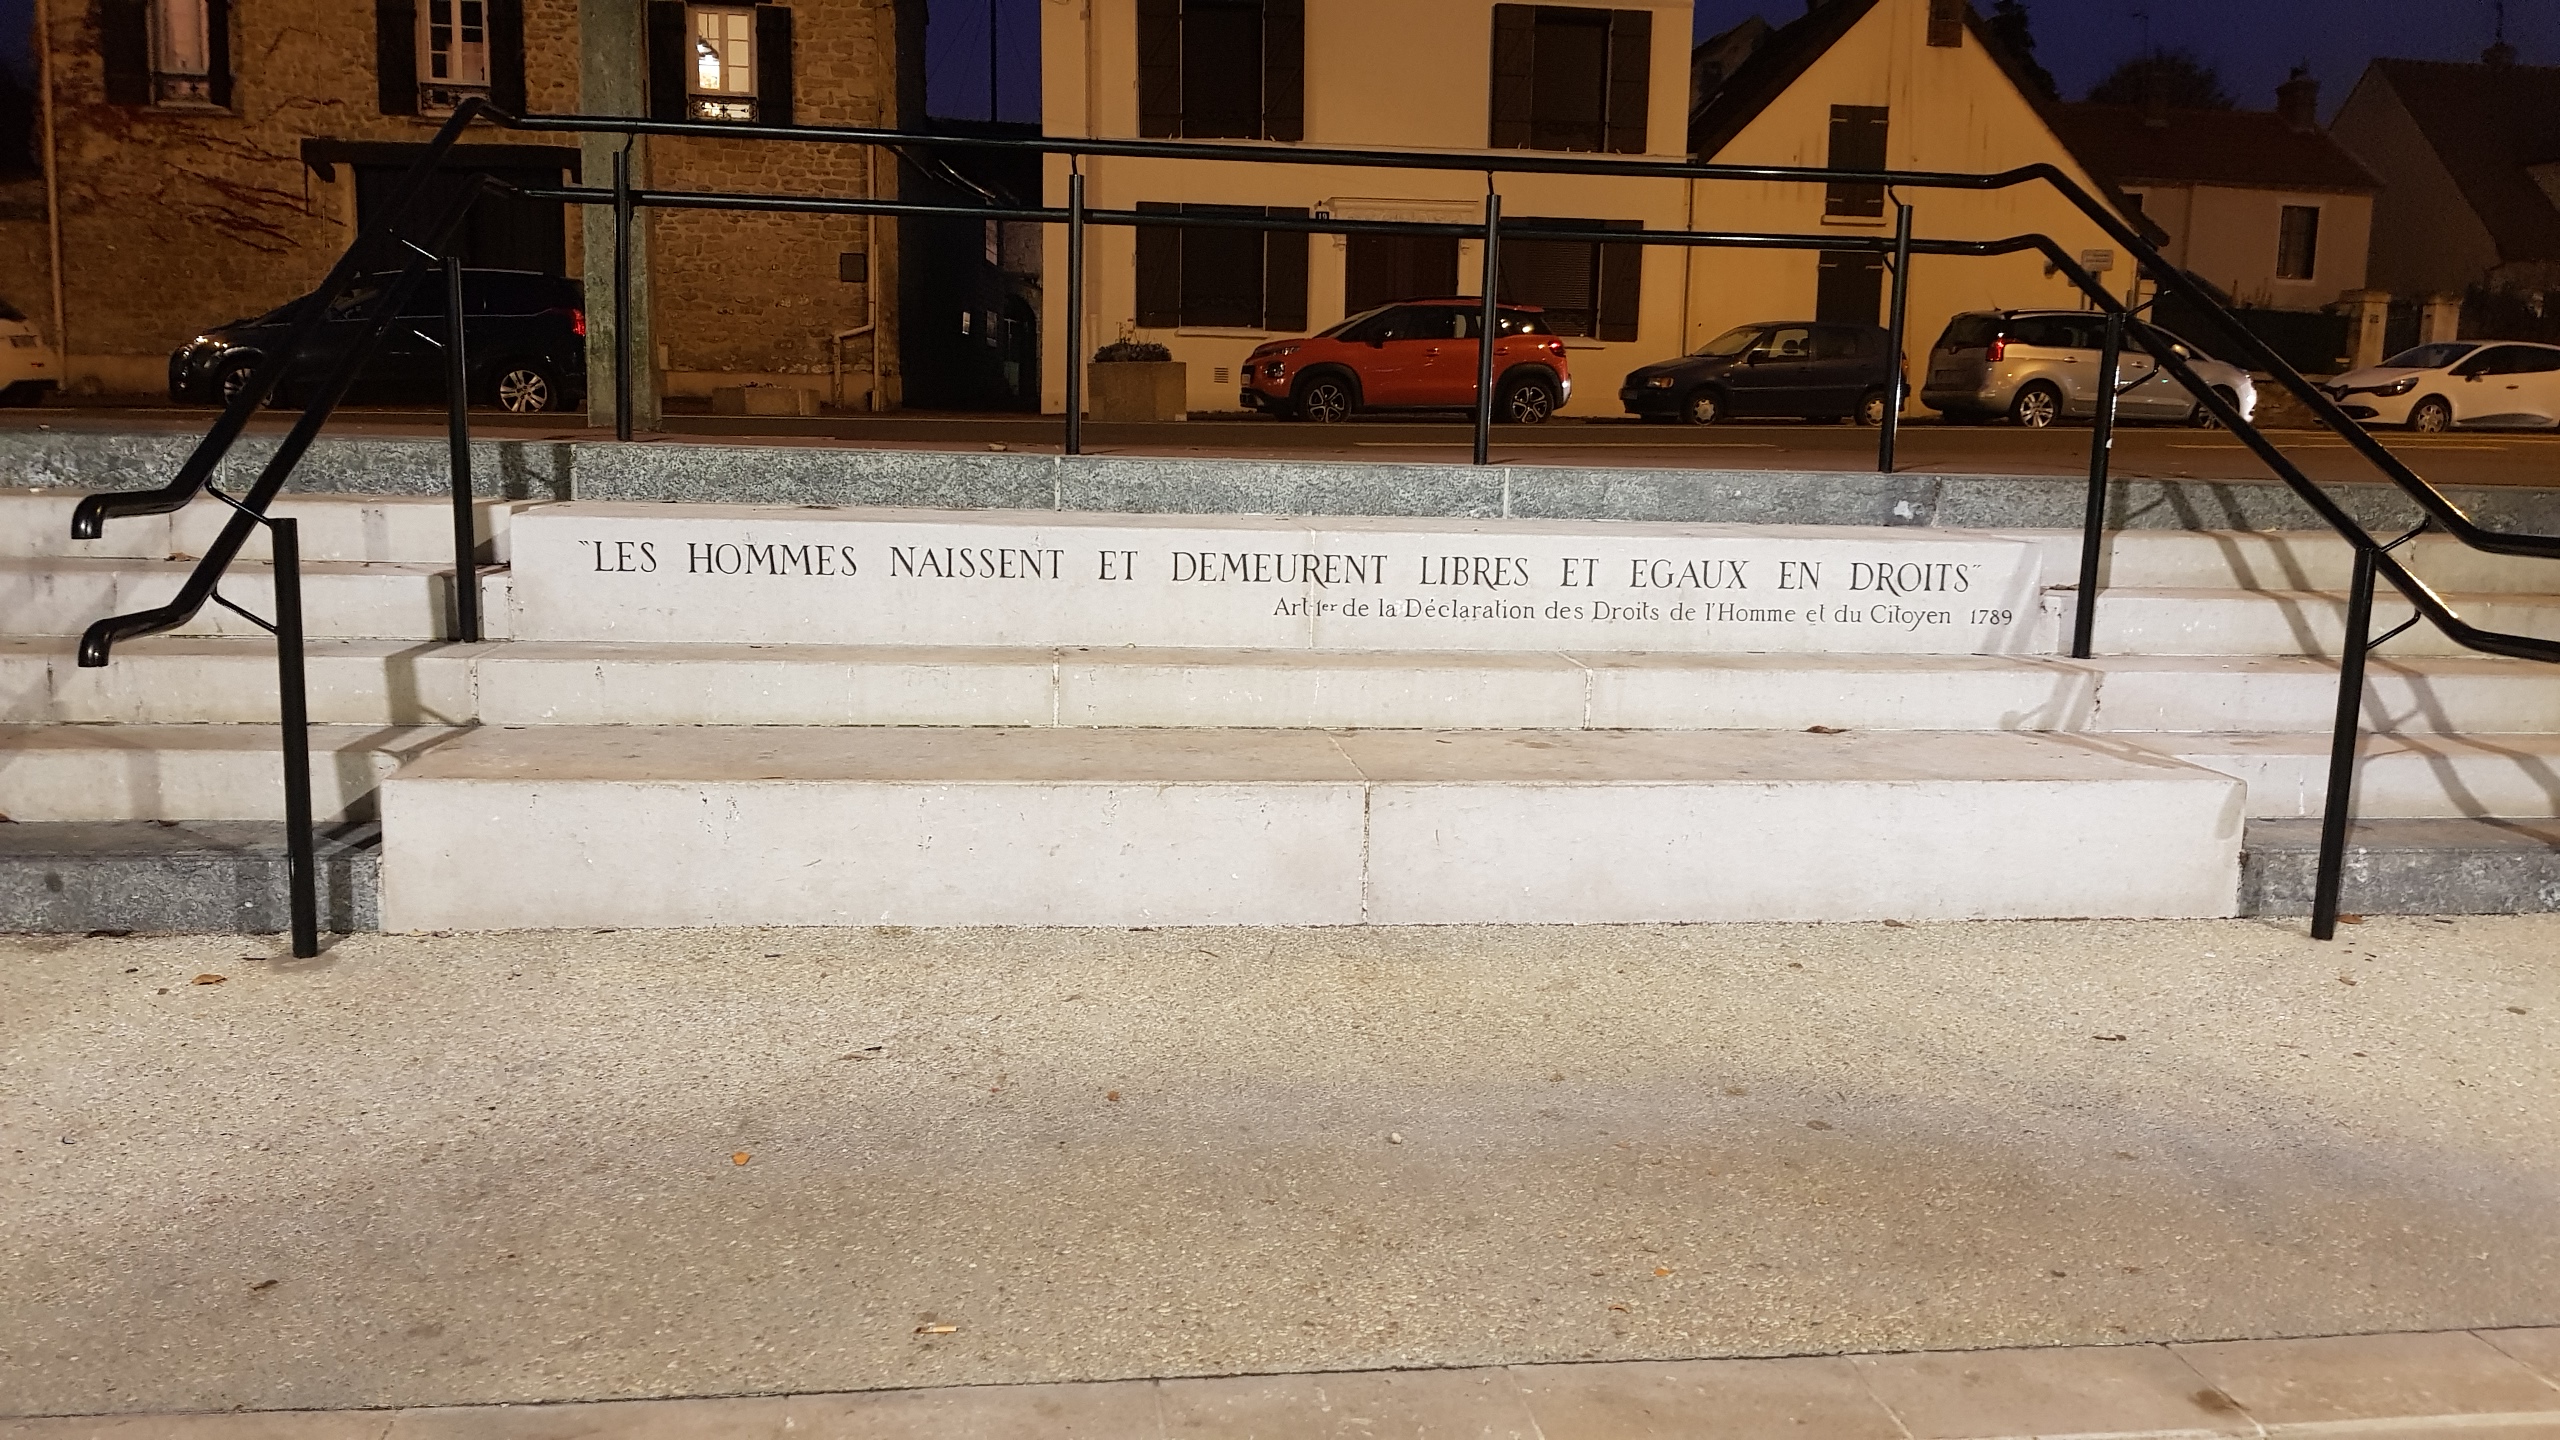 19
"LES HOMMES NAISSENT ET DEMEURENT LIBRES ET EGAUX EN DROITS"
Art 1er de la Déclaration des Droits de l'Homme et du Citoyen 1789